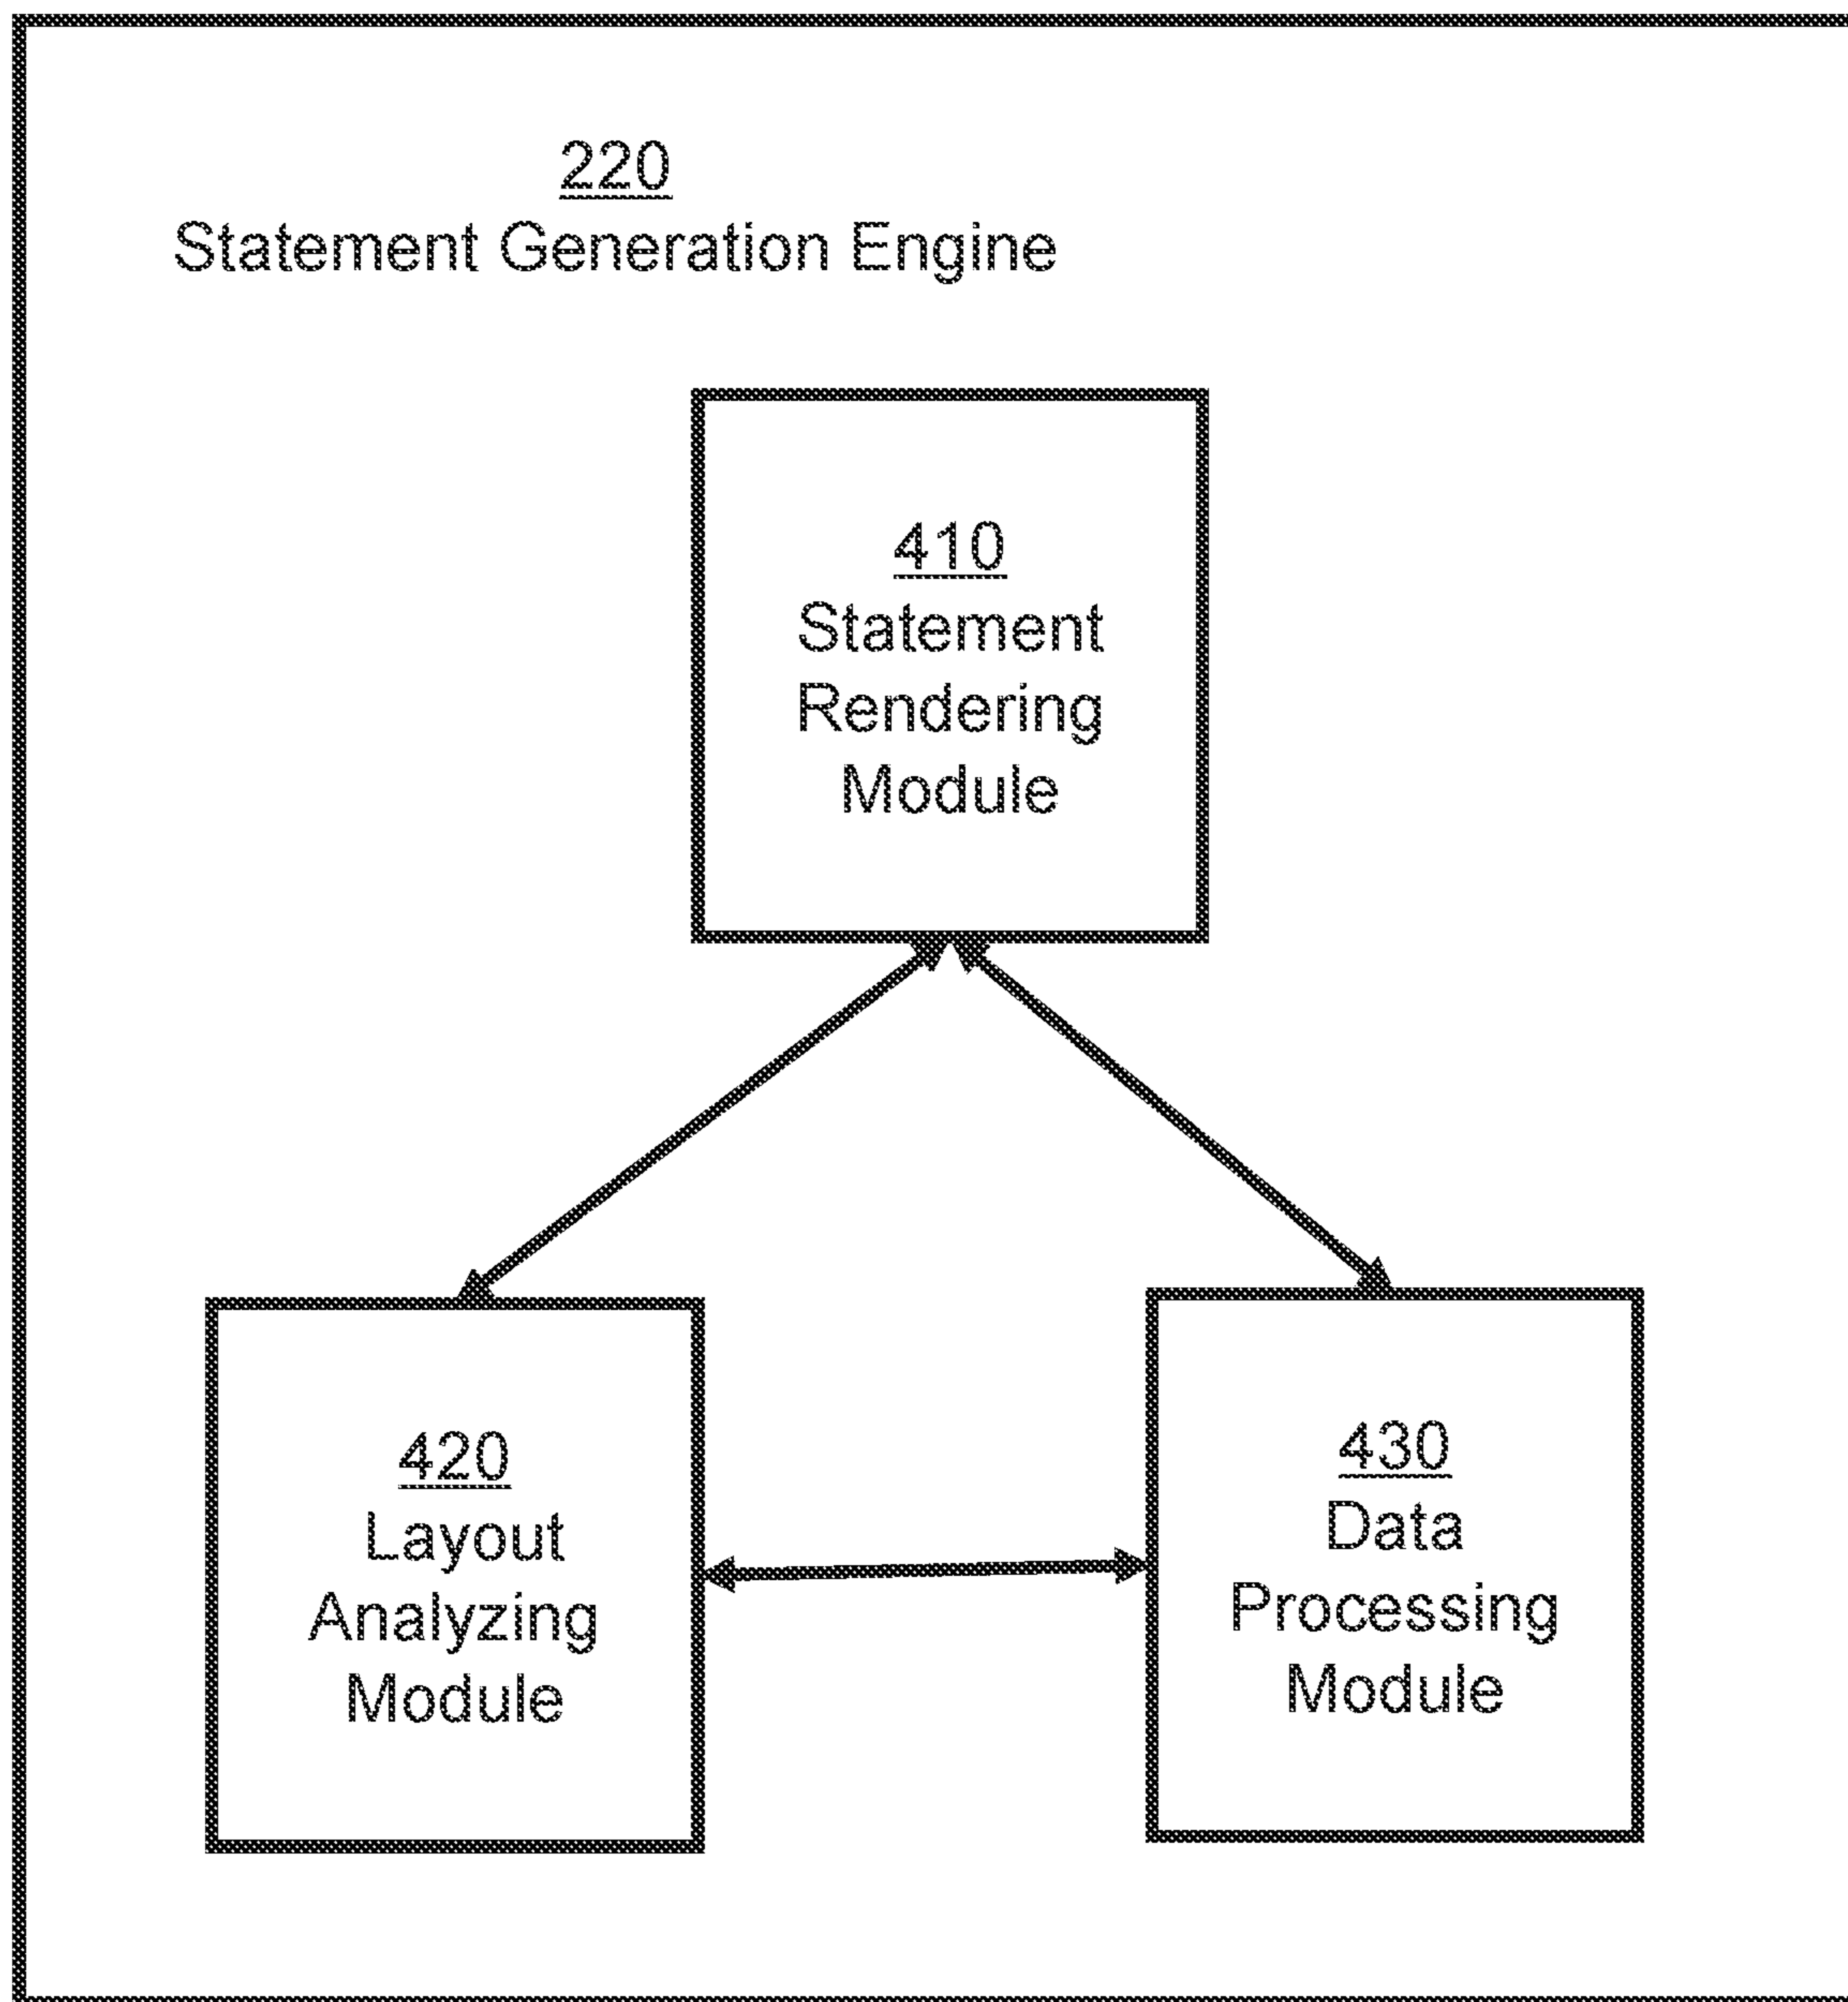 220
Statement Generation Engine
410
Statement
Rendering
Module
420
Layout
Analyzing
Module
430
Data
Processing
Module